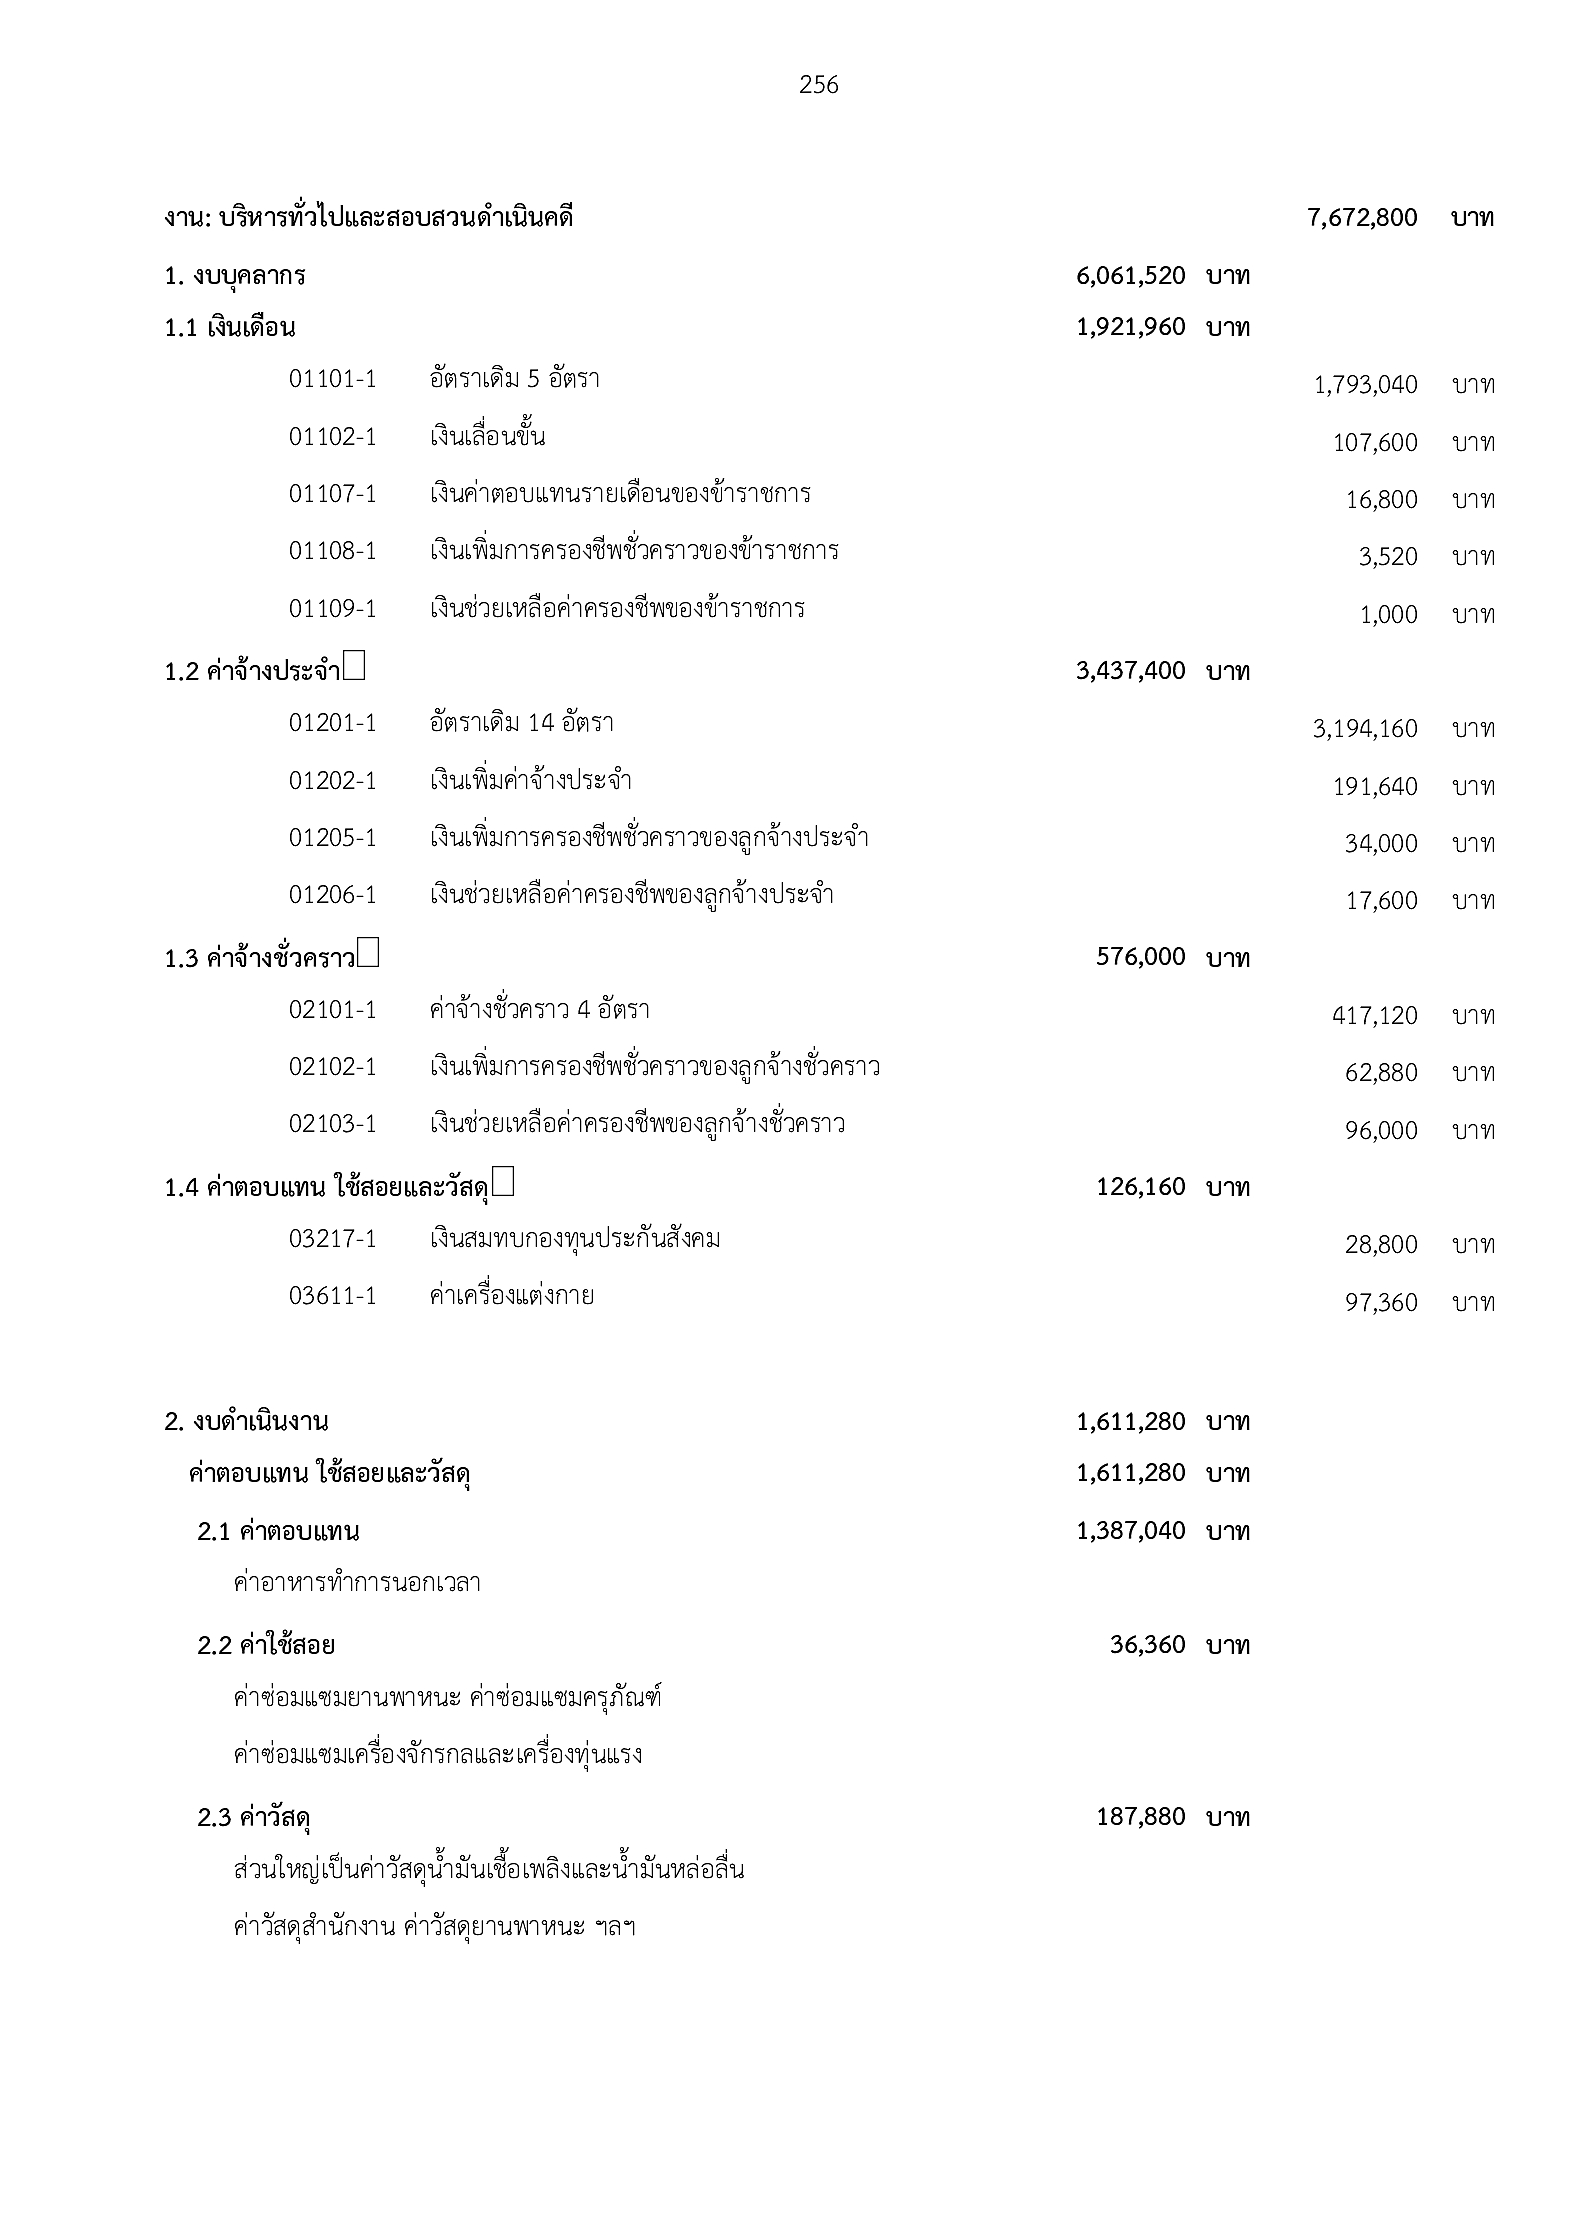 256
งาน: บริหารทั่วไปและสอบสวนดำเนินคดี 7,672,800 บาท
1. งบบุคลากร 6,061,520 บาท
1.1 เงินเดือน 1,921,960 บาท
01101-1 อัตราเดิม 5 อัตรา 1,793,040 บาท
01102-1 เงินเลื่อนขั้น 107,600 บาท
01107-1 เงินค่าตอบแทนรายเดือนของข้าราชการ 16,800 บาท
01108-1 เงินเพิ่มการครองชีพชั่วคราวของข้าราชการ 3,520 บาท
01109-1 เงินช่วยเหลือค่าครองชีพของข้าราชการ 1,000 บาท
1.2 ค่าจ้างประจำ 3,437,400 บาท
01201-1 อัตราเดิม 14 อัตรา 3,194,160 บาท
01202-1 เงินเพิ่มค่าจ้างประจำ 191,640 บาท
01205-1 เงินเพิ่มการครองชีพชั่วคราวของลูกจ้างประจำ 34,000 บาท
01206-1 เงินช่วยเหลือค่าครองชีพของลูกจ้างประจำ 17,600 บาท
1.3 ค่าจ้างชั่วคราว 576,000 บาท
02101-1 ค่าจ้างชั่วคราว 4 อัตรา 417,120 บาท
02102-1 เงินเพิ่มการครองชีพชั่วคราวของลูกจ้างชั่วคราว 62,880 บาท
02103-1 เงินช่วยเหลือค่าครองชีพของลูกจ้างชั่วคราว 96,000 บาท
1.4 ค่าตอบแทน ใช้สอยและวัสดุ 126,160 บาท
03217-1 เงินสมทบกองทุนประกันสังคม 28,800 บาท
03611-1 ค่าเครื่องแต่งกาย 97,360 บาท
2. งบดำเนินงาน 1,611,280 บาท
ค่าตอบแทน ใช้สอยและวัสดุ 1,611,280 บาท
2.1 ค่าตอบแทน 1,387,040 บาท
ค่าอาหารทำการนอกเวลา
2.2 ค่าใช้สอย 36,360 บาท
ค่าซ่อมแซมยานพาหนะ ค่าซ่อมแซมครุภัณฑ์
ค่าซ่อมแซมเครื่องจักรกลและเครื่องทุ่นแรง
2.3 ค่าวัสดุ 187,880 บาท
ส่วนใหญ่เป็นค่าวัสดุน้ำมันเชื้อเพลิงและน้ำมันหล่อลื่น
ค่าวัสดุสำนักงาน ค่าวัสดุยานพาหนะ ฯลฯ